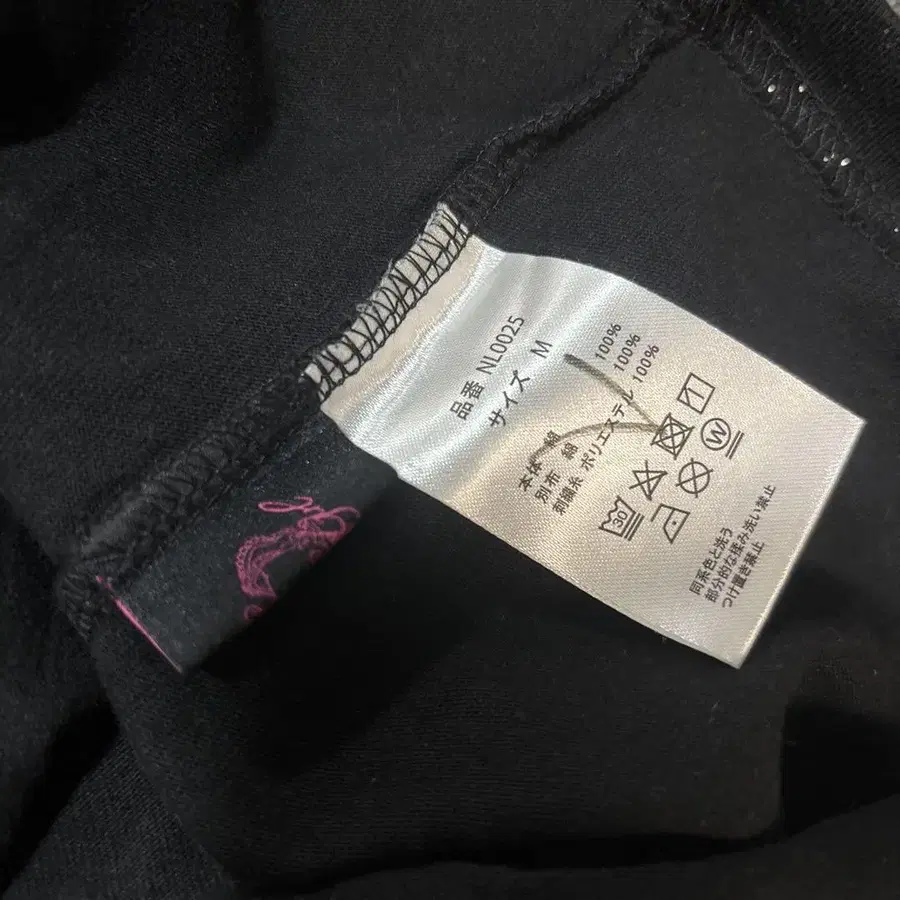 品番 NL0025
サイズ M
本体 綿 100%
別布 綿 100%
刺繍糸 ポリエステル 100%
30
W
同系色と洗う
部分的な揉み洗い禁止
つけ置き禁止